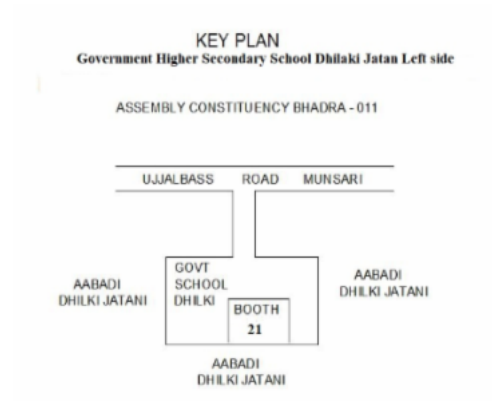 KEY PLAN
Government Higher Secondary School Dhilaki Jatan Left side
ASSEMBLY CONSTITUENCY BHADRA - 011
UJJALBASS ROAD MUNSARI
GOVT
SCHOOL
DHILKI
AABADI
DHILKI JATANI
AABADI
DHILKI JATANI
BOOTH
21
AABADI
DHILKI JATANI